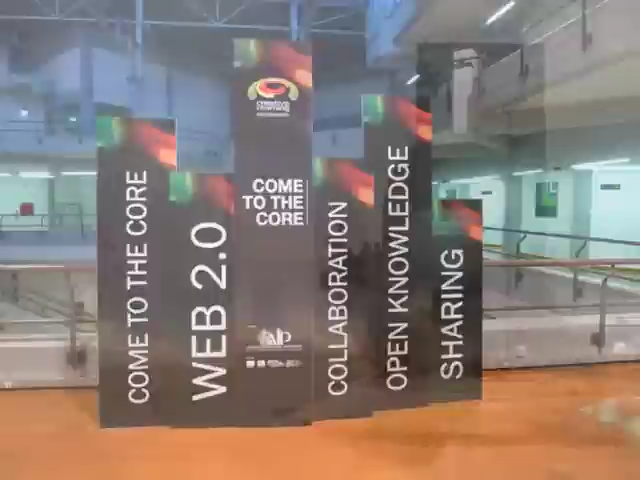 COME TO THE CORE
WEB 2.0
COME
TO THE
CORE
COLLABORATION
OPEN KNOWLEDGE
SHARING